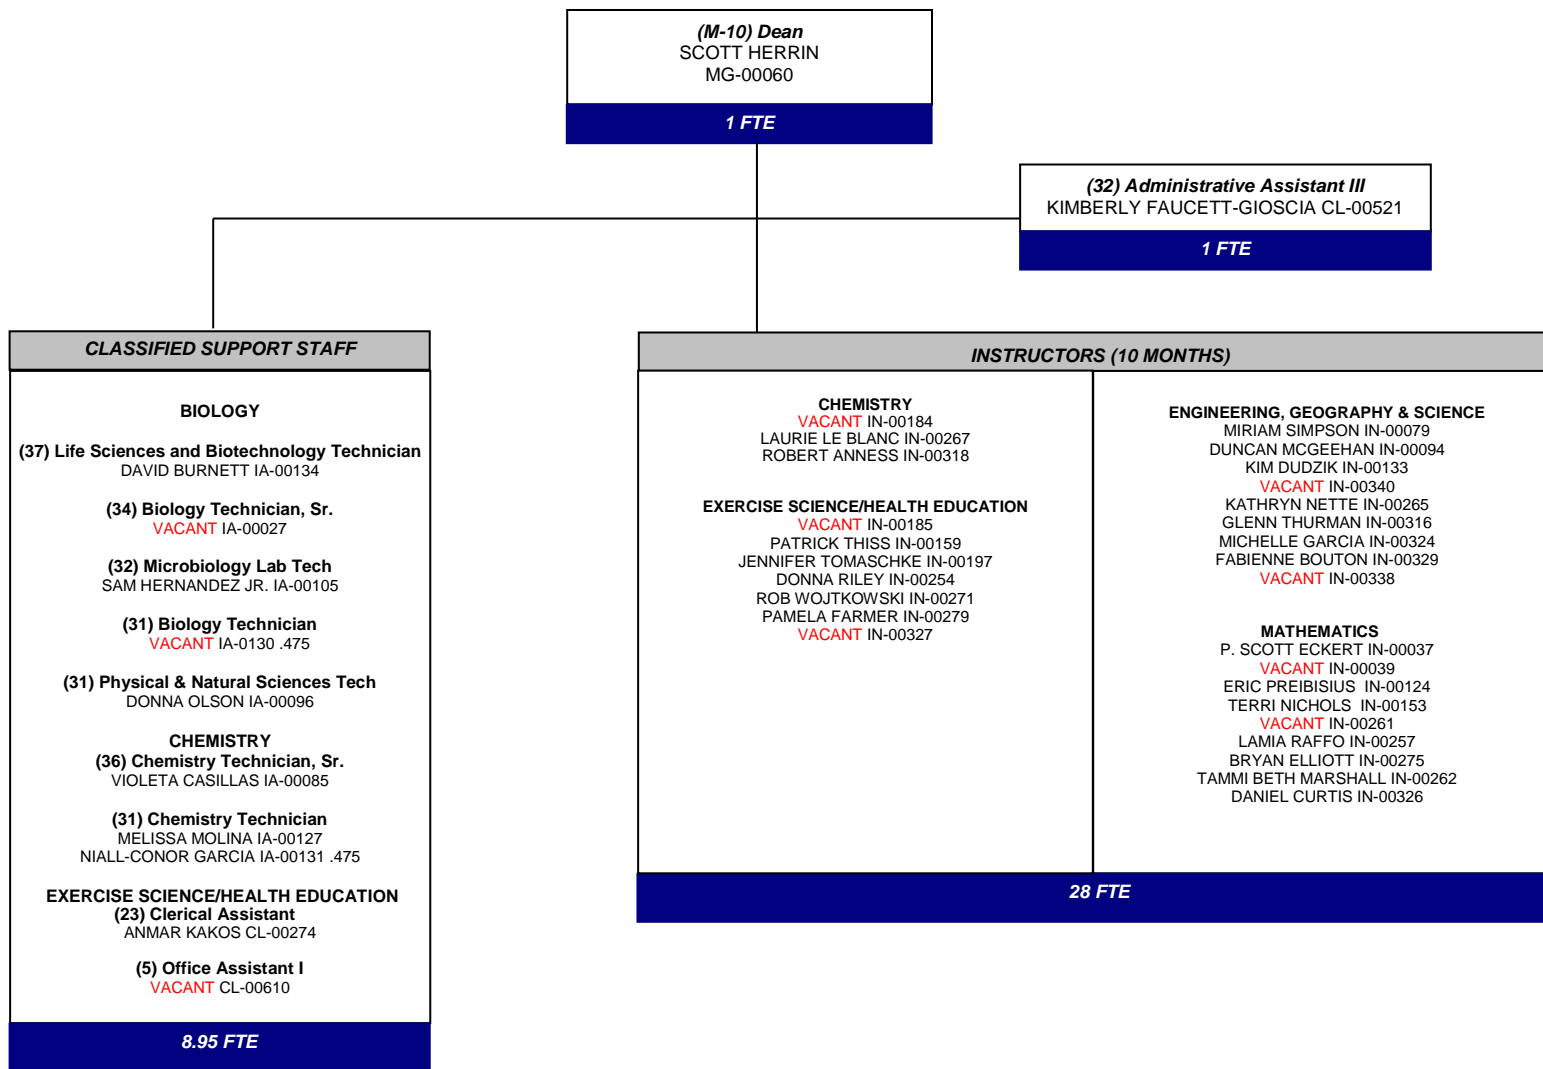 (M-10) Dean
SCOTT HERRIN
MG-00060
1 FTE
(32) Administrative Assistant III
KIMBERLY FAUCETT-GIOSCIA CL-00521
1 FTE
CLASSIFIED SUPPORT STAFF
BIOLOGY
(37) Life Sciences and Biotechnology Technician
DAVID BURNETT IA-00134
(34) Biology Technician, Sr.
VACANT IA-00027
(32) Microbiology Lab Tech
SAM HERNANDEZ JR. IA-00105
(31) Biology Technician
VACANT IA-0130 .475
(31) Physical & Natural Sciences Tech
DONNA OLSON IA-00096
CHEMISTRY
(36) Chemistry Technician, Sr.
VIOLETA CASILLAS IA-00085
(31) Chemistry Technician
MELISSA MOLINA IA-00127
NIALL-CONOR GARCIA IA-00131 .475
EXERCISE SCIENCE/HEALTH EDUCATION
(23) Clerical Assistant
ANMAR KAKOS CL-00274
(5) Office Assistant I
VACANT CL-00610
8.95 FTE
INSTRUCTORS (10 MONTHS)
CHEMISTRY
VACANT IN-00184
LAURIE LE BLANC IN-00267
ROBERT ANNESS IN-00318
EXERCISE SCIENCE/HEALTH EDUCATION
VACANT IN-00185
PATRICK THISS IN-00159
JENNIFER TOMASCHKE IN-00197
DONNA RILEY IN-00254
ROB WOJTKOWSKI IN-00271
PAMELA FARMER IN-00279
VACANT IN-00327
ENGINEERING, GEOGRAPHY & SCIENCE
MIRIAM SIMPSON IN-00079
DUNCAN MCGEEHAN IN-00094
KIM DUDZIK IN-00133
VACANT IN-00340
KATHRYN NETTE IN-00265
GLENN THURMAN IN-00316
MICHELLE GARCIA IN-00324
FABIENNE BOUTON IN-00329
VACANT IN-00338
MATHEMATICS
P. SCOTT ECKERT IN-00037
VACANT IN-00039
ERIC PREIBISIUS IN-00124
TERRI NICHOLS IN-00153
VACANT IN-00261
LAMIA RAFFO IN-00257
BRYAN ELLIOTT IN-00275
TAMMI BETH MARSHALL IN-00262
DANIEL CURTIS IN-00326
28 FTE